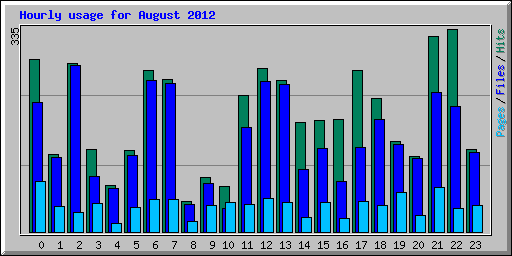 Hourly usage for August 2012
335
Pages/Files/Hits
0 1 2 3 4 5 6 7 8 9 10 11 12 13 14 15 16 17 18 19 20 21 22 23